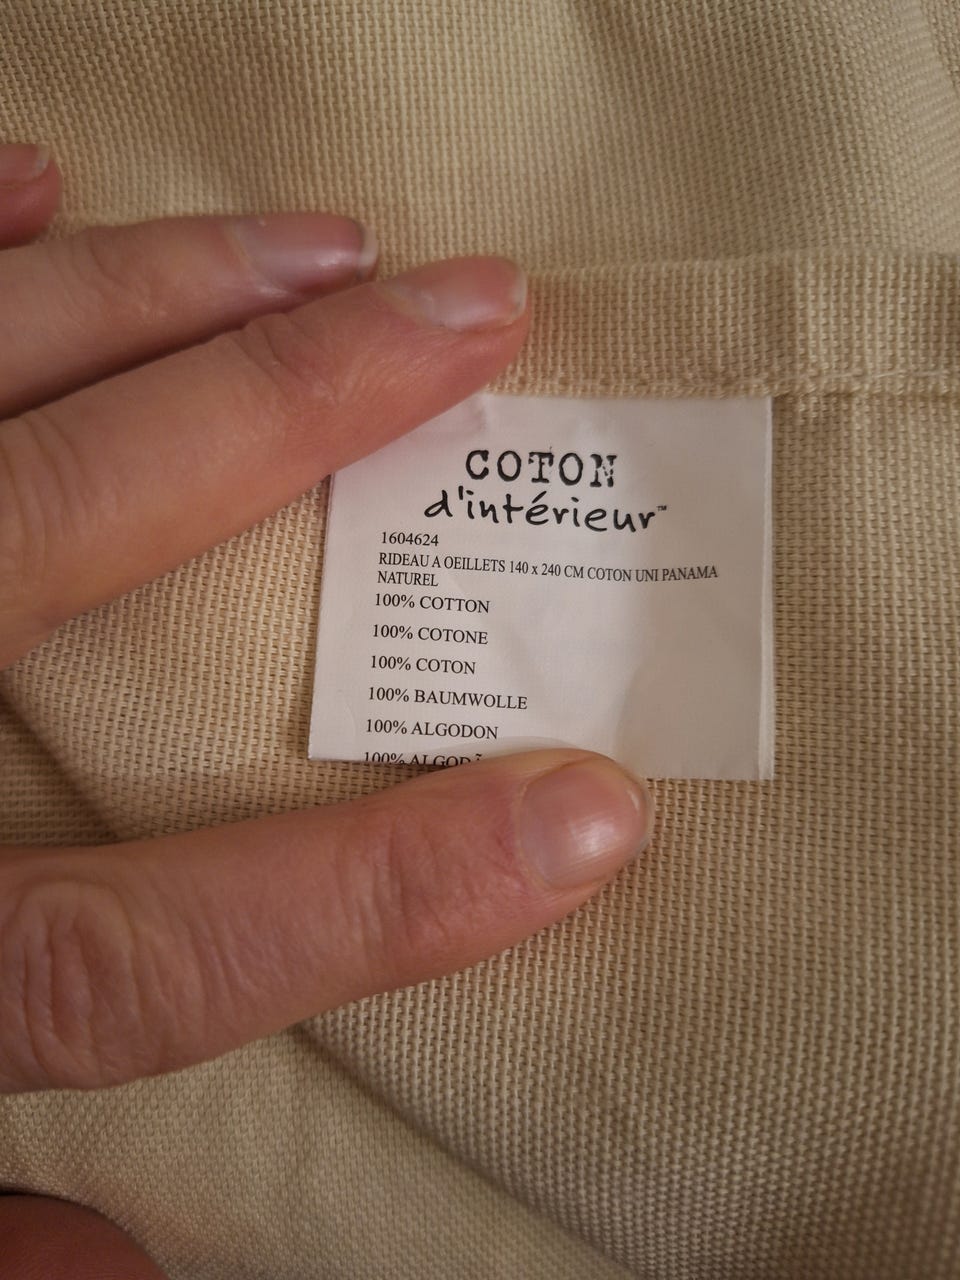 COTON
d'intérieur™
1604624
RIDEAU A OEILLETS 140 x 240 CM COTON UNI PANAMA
NATUREL
100% COTTON
100% COTONE
100% COTON
100% BAUMWOLLE
100% ALGODON
100%